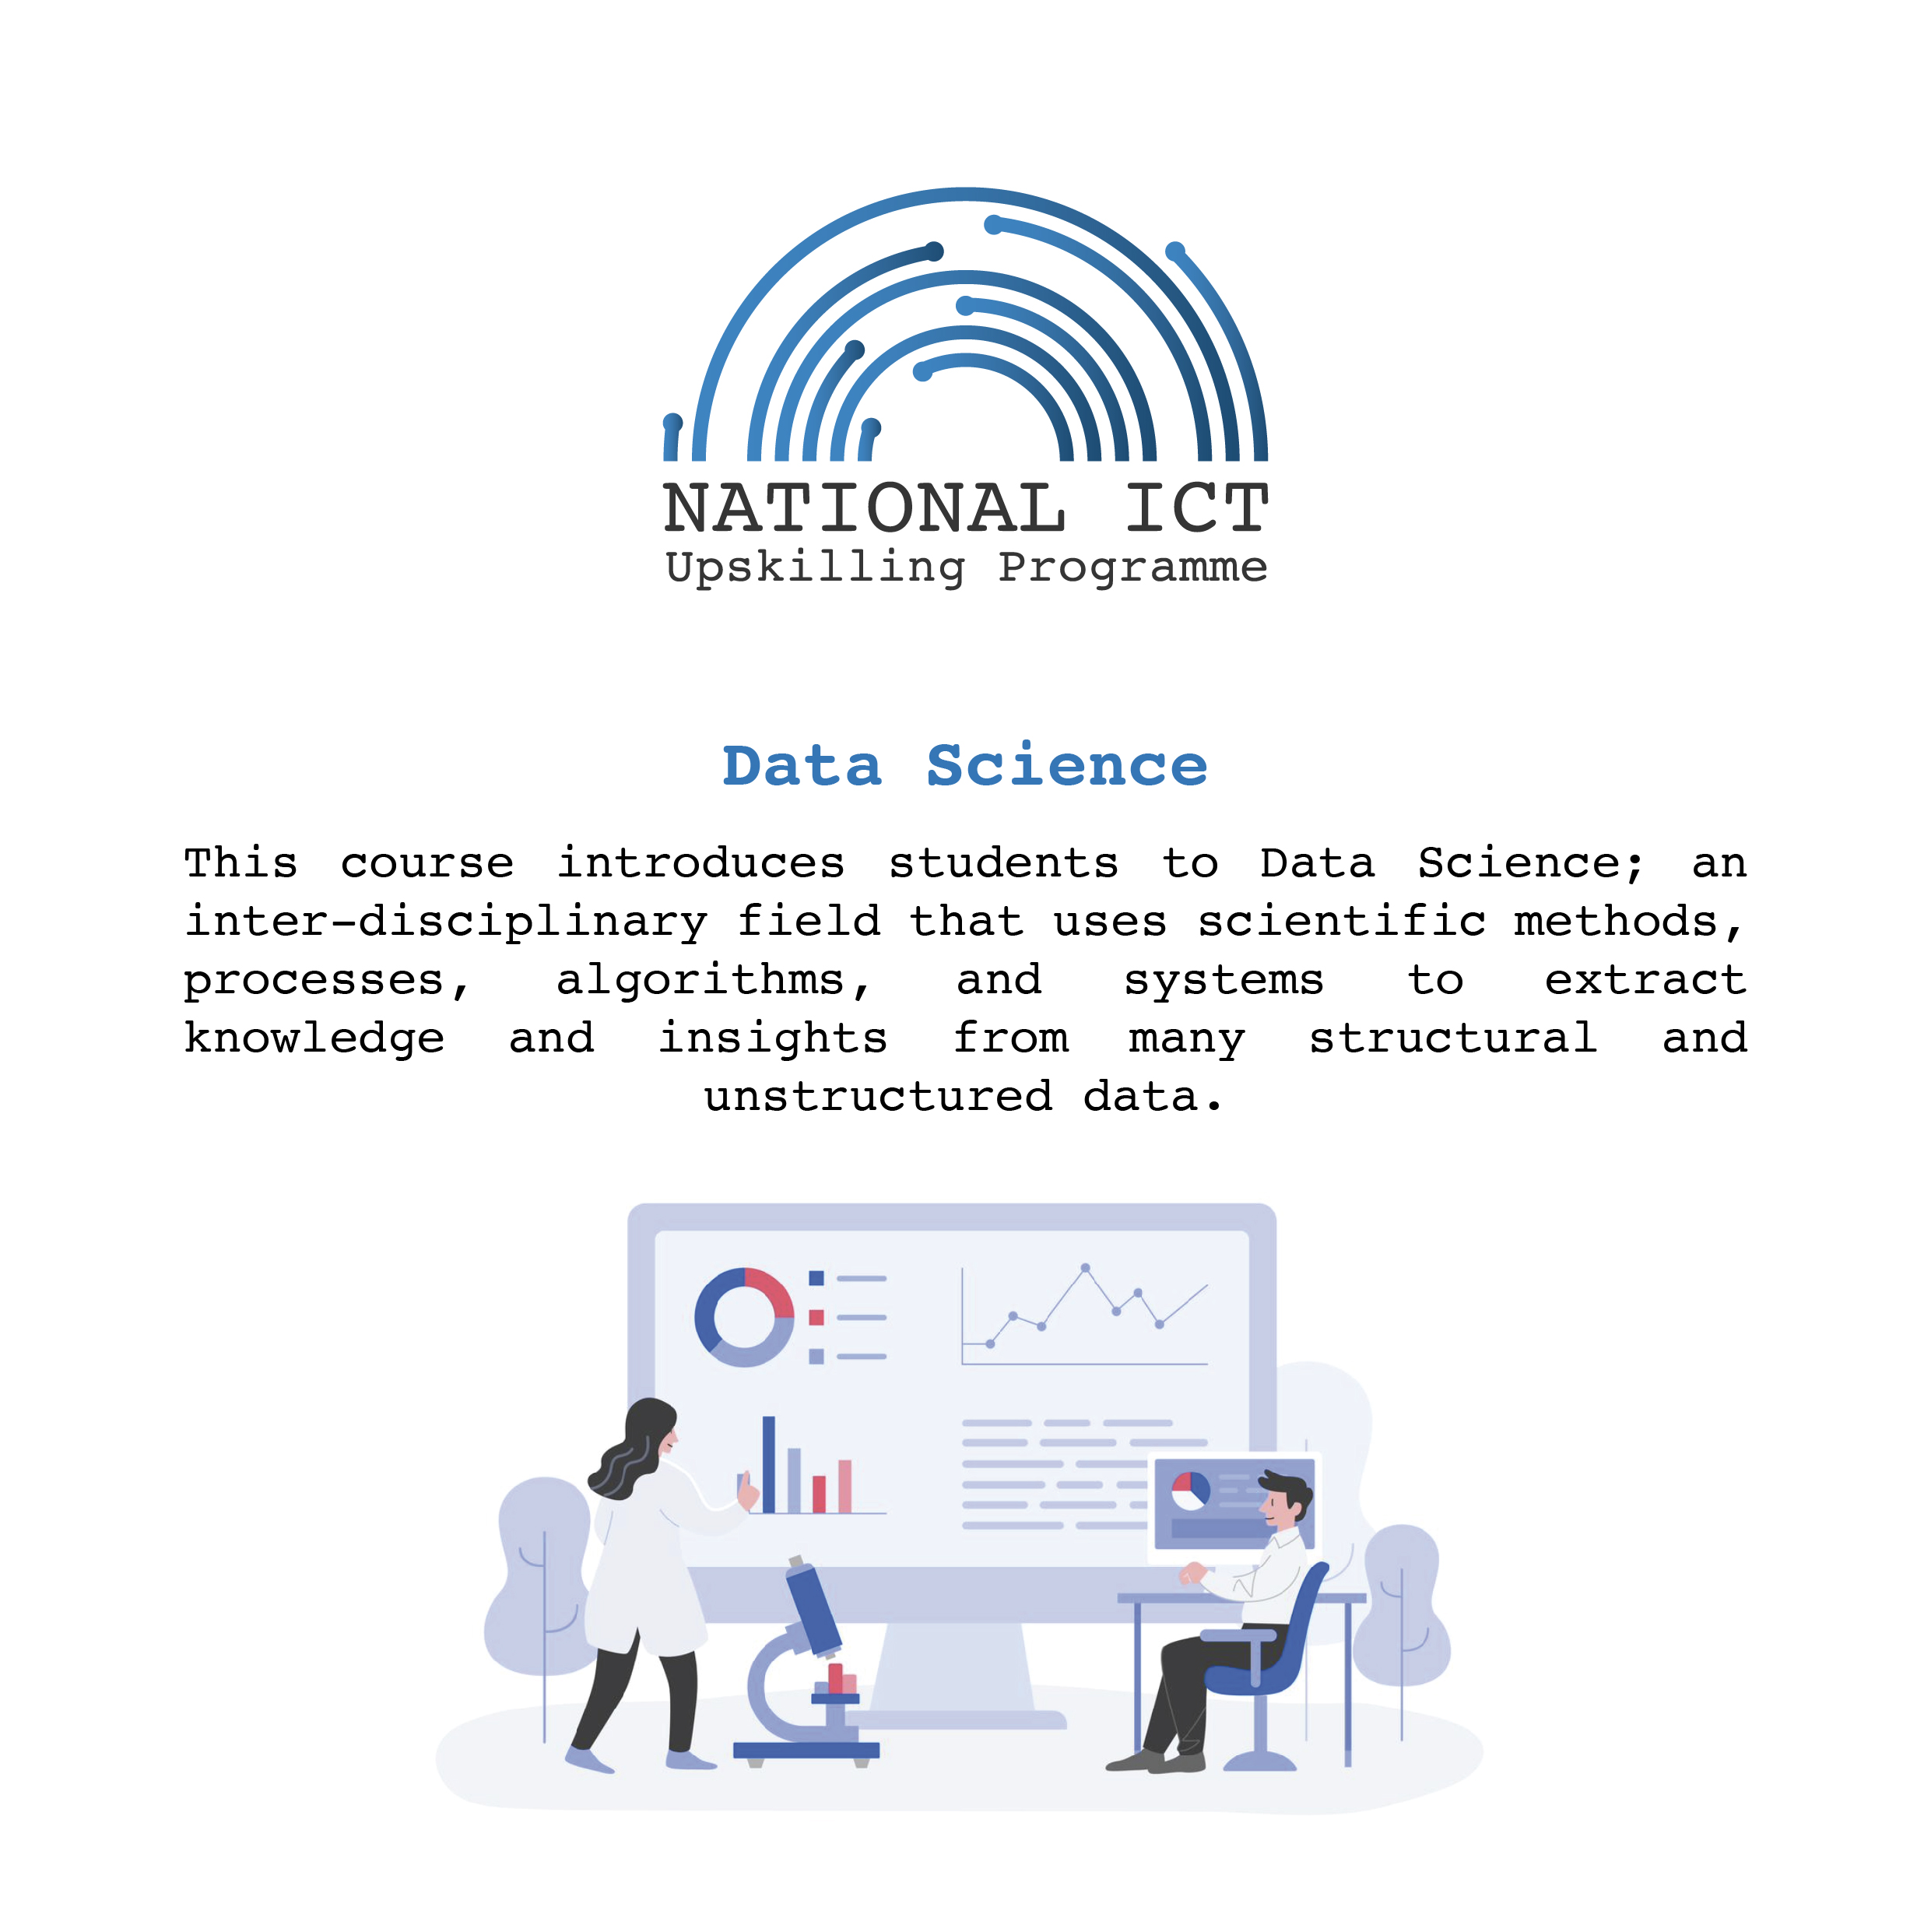 NATIONAL ICT
Upskilling Programme
Data Science
This course introduces students to Data Science; an
inter-disciplinary field that uses scientific methods,
processes, algorithms, and systems to extract
knowledge and insights from many structural and
unstructured data.